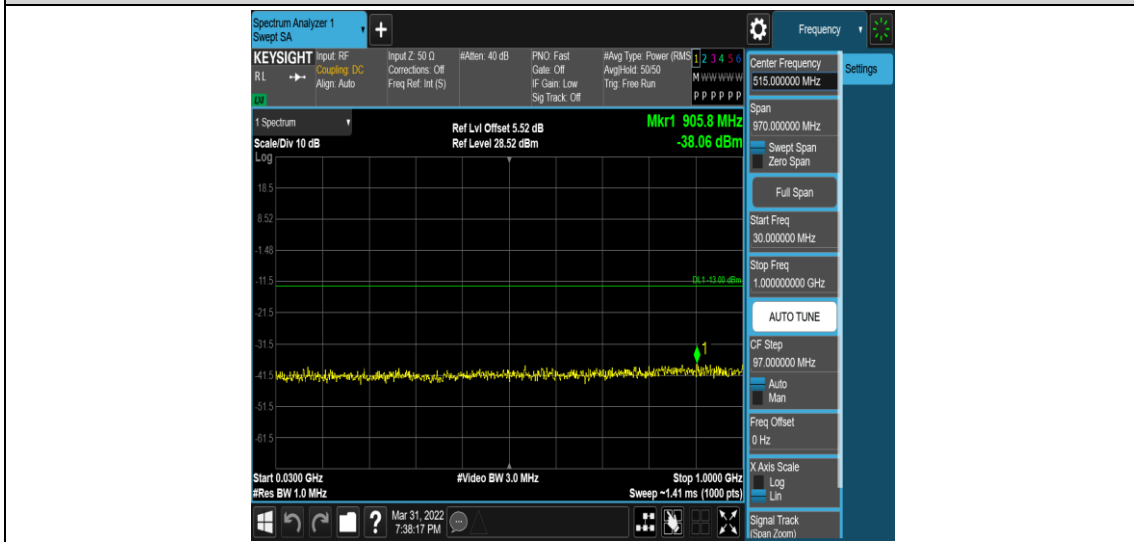 Spectrum Analyzer 1
Swept SA
+
Frequency
KEYSIGHT
RL
LXI
Input: RF
Coupling: DC
Align: Auto
Input Z: 50 Ω
Corrections: Off
Freq Ref: Int (S)
#Atten: 40 dB
PNO: Fast
Gate: Off
IF Gain: Low
Sig Track: Off
#Avg Type: Power (RMS
Avg|Hold: 50/50
Trig: Free Run
1 2 3 4 5 6
M W W W W W
P P P P P P
1 Spectrum
Scale/Div 10 dB
Log
Ref Lvl Offset 5.52 dB
Ref Level 28.52 dBm
Mkr1 905.8 MHz
-38.06 dBm
18.5
8.52
-1.48
-11.5
-21.5
-31.5
-41.5
-51.5
-61.5
DL1 -13.00 dBm
1
Start 0.0300 GHz
#Res BW 1.0 MHz
#Video BW 3.0 MHz
Stop 1.0000 GHz
Sweep ~1.41 ms (1000 pts)
Center Frequency
515.000000 MHz
Settings
Span
970.000000 MHz
Swept Span
Zero Span
Full Span
Start Freq
30.000000 MHz
Stop Freq
1.000000000 GHz
AUTO TUNE
CF Step
97.000000 MHz
Auto
Man
Freq Offset
0 Hz
X Axis Scale
Log
Lin
Signal Track
(Span Zoom)
?
Mar 31, 2022
7:38:17 PM